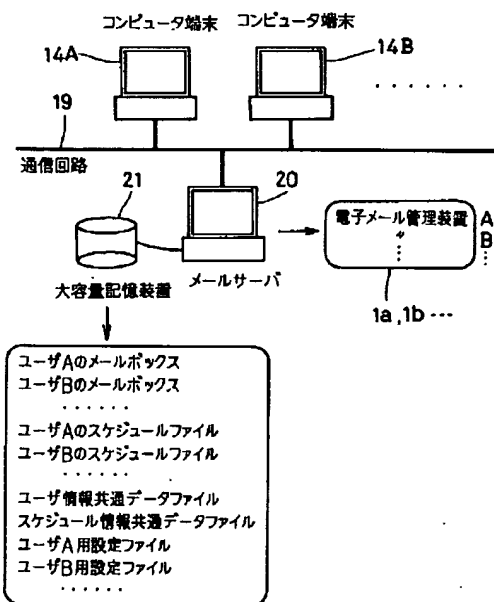 コンピュータ端末 コンピュータ端末
14A 14B
・・・・・・
19
通信回路
21 20
電子メール管理装置 A
〃 B
⋮ ⋮
大容量記憶装置 メールサーバ
1a,1b ---
ユーザAのメールボックス
ユーザBのメールボックス
・・・・・・
ユーザAのスケジュールファイル
ユーザBのスケジュールファイル
・・・・・・
ユーザ情報共通データファイル
スケジュール情報共通データファイル
ユーザA用設定ファイル
ユーザB用設定ファイル
・・・・・・